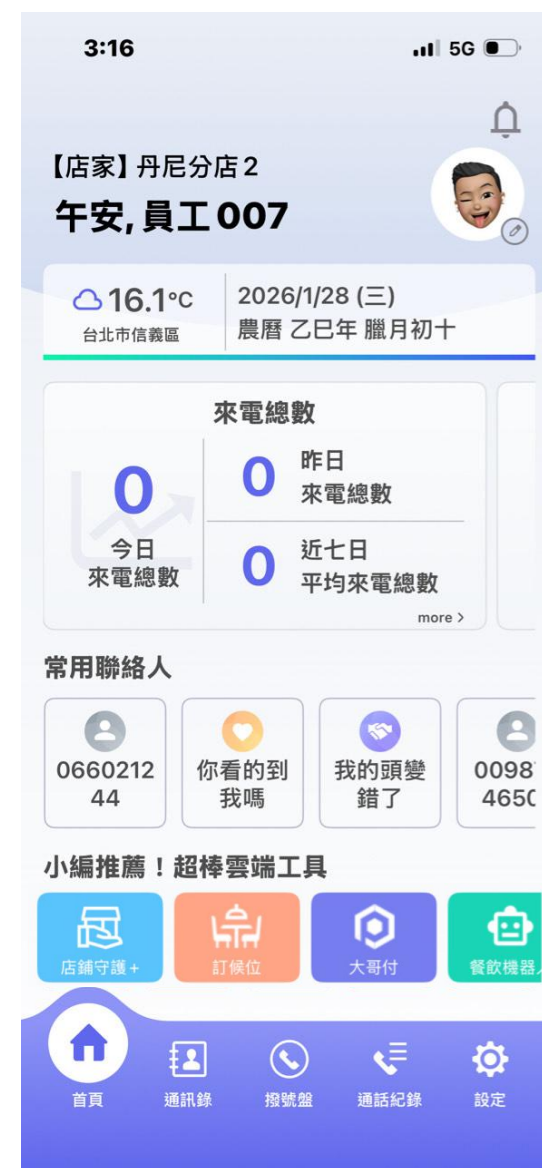 3:16
5G
【店家】丹尼分店2
午安, 員工007
16.1°C
台北市信義區
2026/1/28 (三)
農曆 乙巳年 臘月初十
來電總數
0
今日
來電總數
0
昨日
來電總數
0
近七日
平均來電總數
more >
常用聯絡人
0660212
44
你看的到
我嗎
我的頭變
錯了
0098
4650
小編推薦！超棒雲端工具
店鋪守護+
訂候位
大哥付
餐飲機器
首頁
通訊錄
撥號盤
通話紀錄
設定